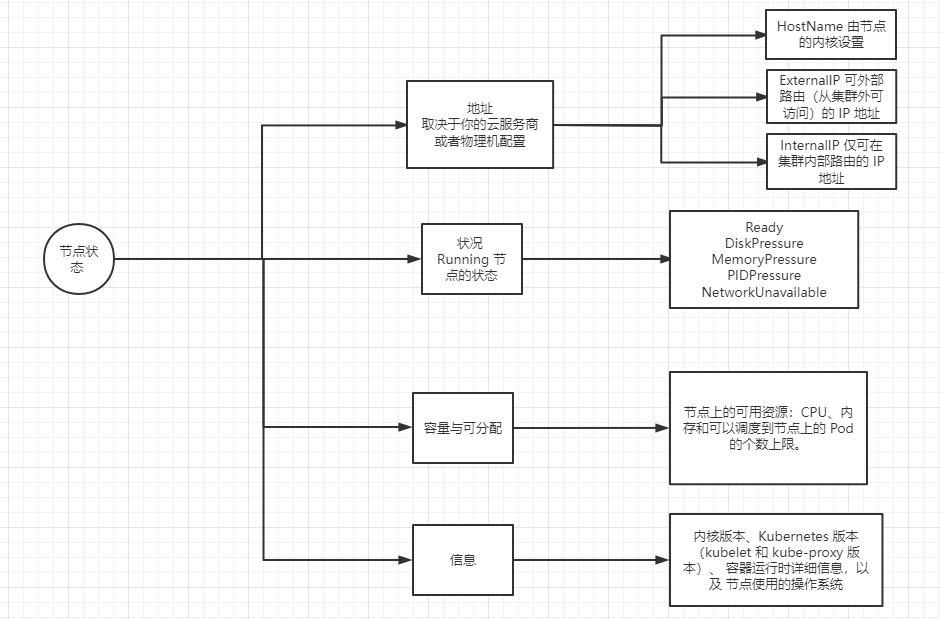 节点状
态
地址
取决于你的云服务商
或者物理机配置
HostName 由节点
的内核设置
ExternalIP 可外部
路由（从集群外可
访问）的 IP 地址
InternalIP 仅可在
集群内部路由的 IP
地址
状况
Running 节
点的状态
Ready
DiskPressure
MemoryPressure
PIDPressure
NetworkUnavailable
容量与可分配
节点上的可用资源：CPU、内
存和可以调度到节点上的 Pod
的个数上限。
信息
内核版本、Kubernetes 版本
（kubelet 和 kube-proxy 版
本）、 容器运行时详细信息，以
及 节点使用的操作系统